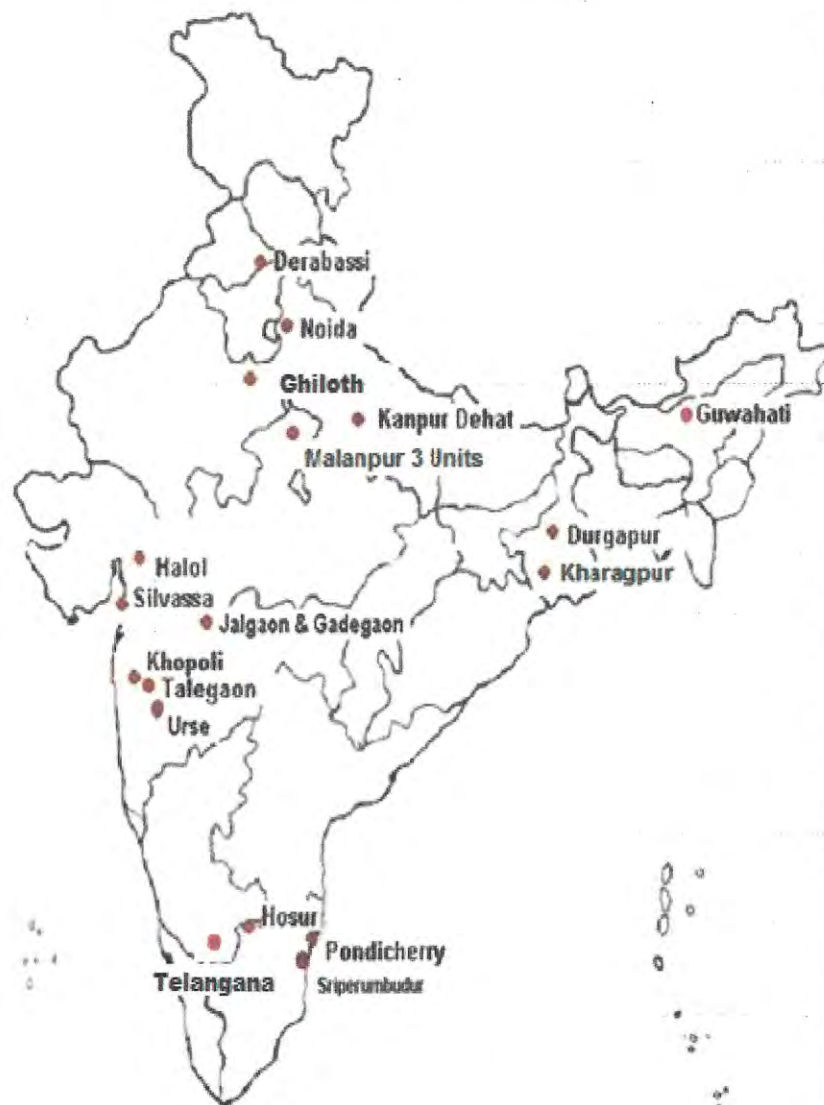 Derabassi
Noida
Ghiloth
Kanpur Dehat
Guwahati
Malanpur 3 Units
Durgapur
Halol
Kharagpur
Silvassa
Jalgaon & Gadegaon
Khopoli
Talegaon
Urse
Hosur
Pondicherry
Telangana
Sriperumbudur